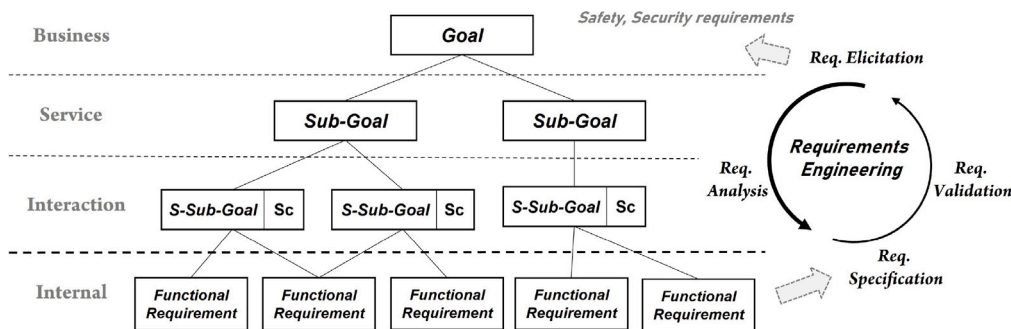 Business
Goal
Safety, Security requirements
Req. Elicitation
Service
Sub-Goal
Sub-Goal
Requirements
Engineering
Req.
Analysis
Req.
Validation
Interaction
S-Sub-Goal
Sc
S-Sub-Goal
Sc
S-Sub-Goal
Sc
Req.
Specification
Internal
Functional
Requirement
Functional
Requirement
Functional
Requirement
Functional
Requirement
Functional
Requirement